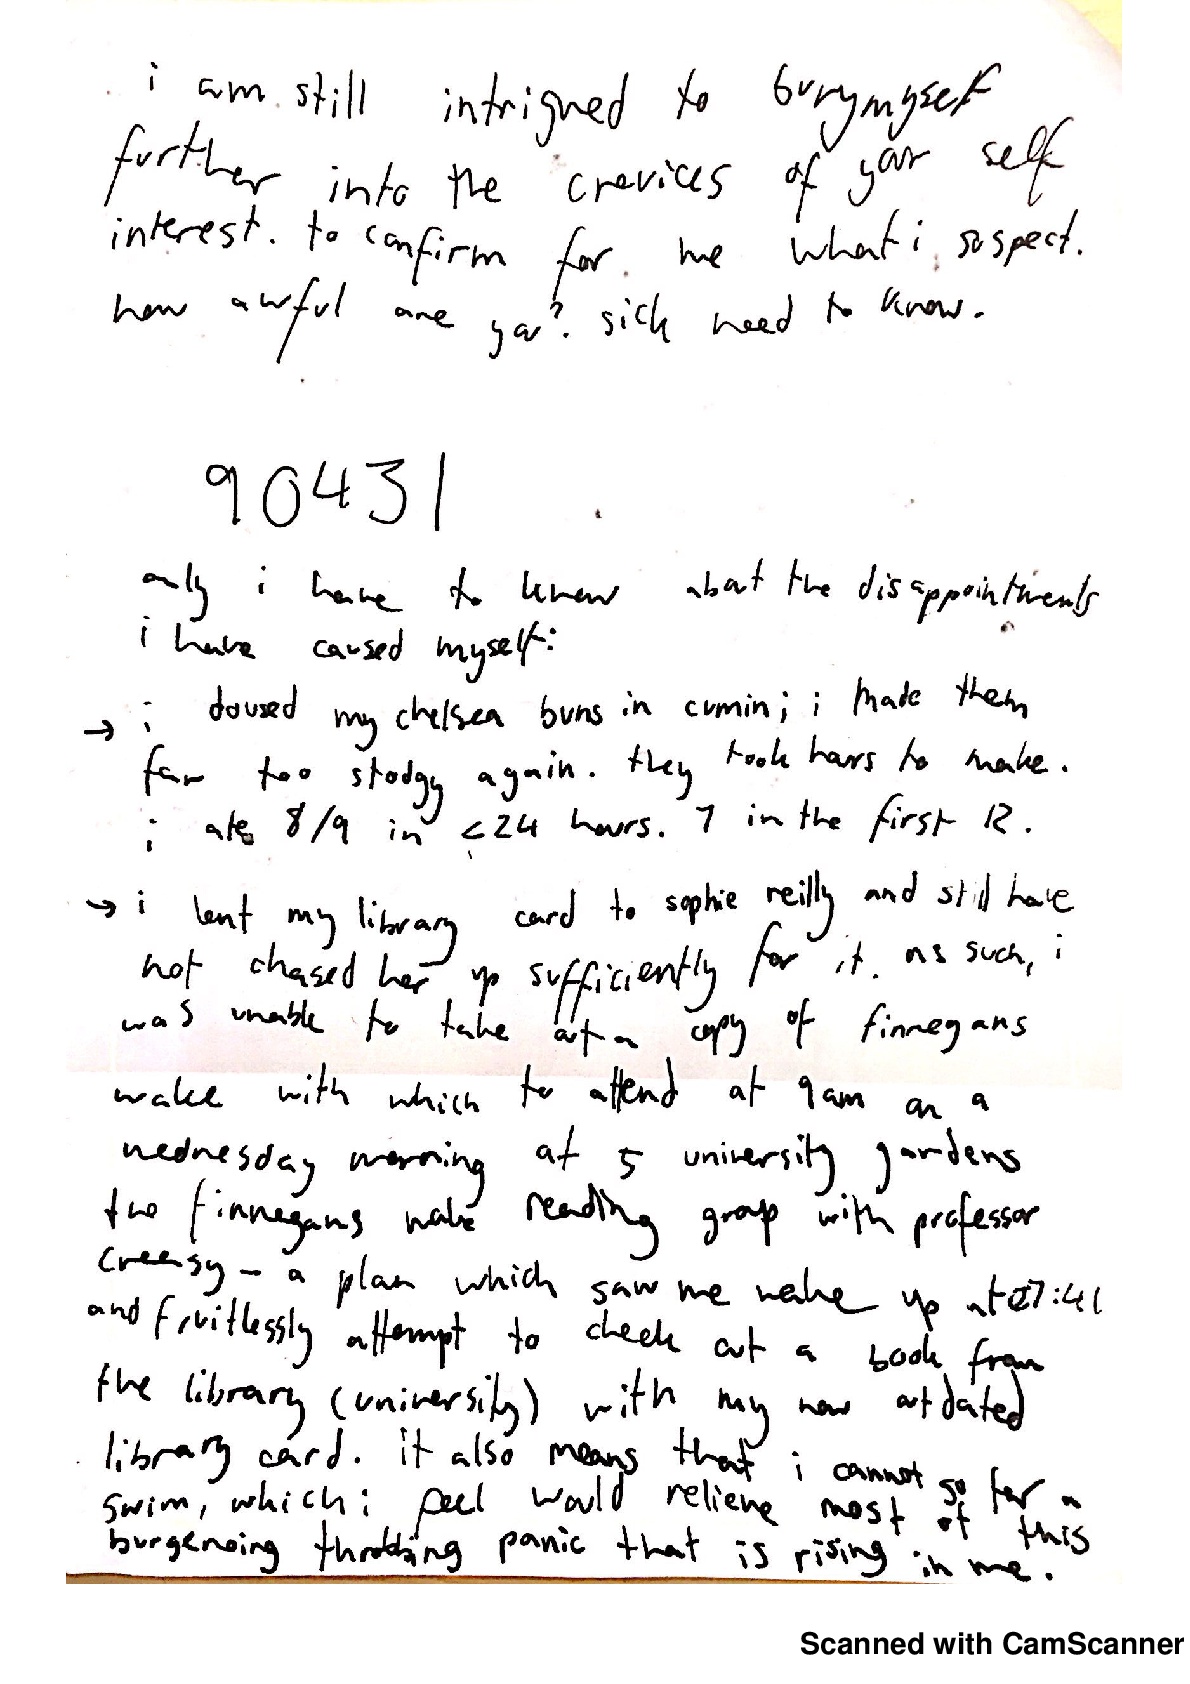 i am still intrigued to bury myself
further into the crevices of your self
interest. to confirm for me what i suspect.
how awful are you? sick need to know.
90431
only i have to know about the disappointments
i have caused myself:
→ i doused my chelsea buns in cumin; i made them
far too stodgy again. they took hours to make.
i ate 8/9 in <24 hours. 7 in the first 12.
→ i lent my library card to sophie reilly and still have
not chased her up sufficiently for it. as such, i
was unable to take out a copy of finnegans
wake with which to attend at 9am on a
wednesday morning at 5 university gardens
the finnegans wake reading group with professor
creasy – a plan which saw me wake up at 07:41
and fruitlessly attempt to check out a book from
the library (university) with my now outdated
library card. it also means that i cannot go for a
swim, which i feel would relieve most of this
burgeoning throbbing panic that is rising in me.
Scanned with CamScanner